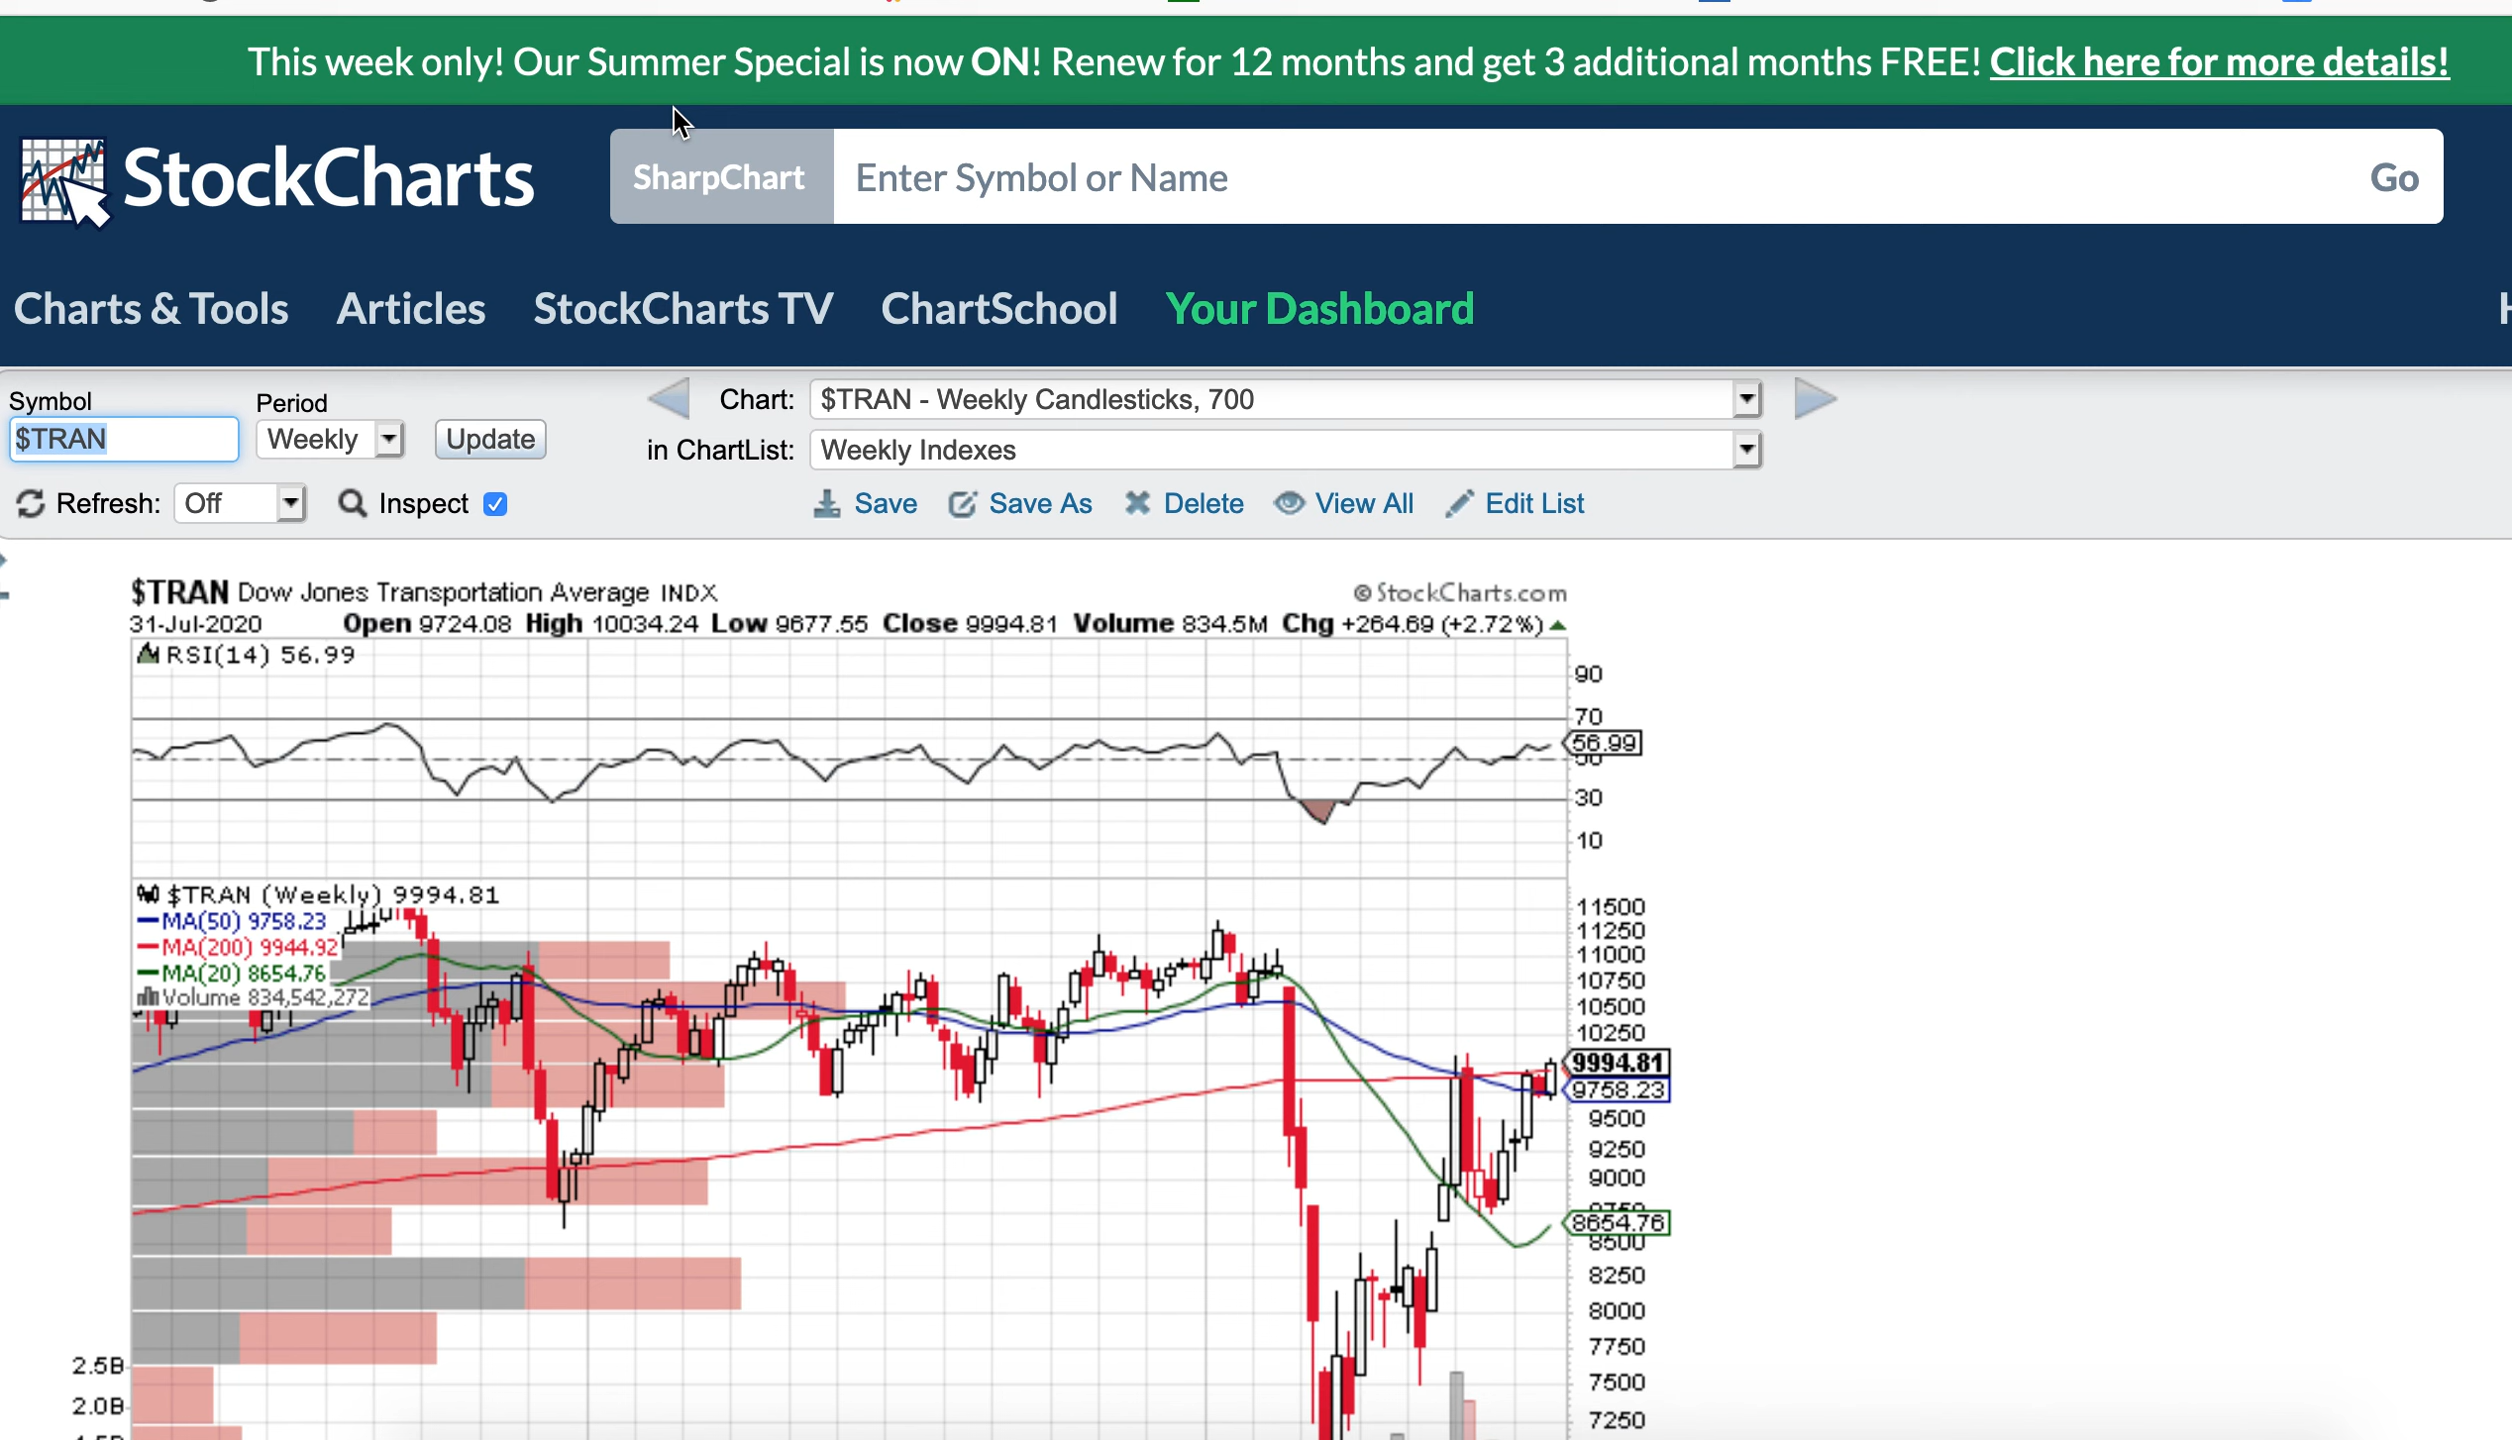 This week only! Our Summer Special is now ON! Renew for 12 months and get 3 additional months FREE! Click here for more details!
StockCharts
SharpChart Enter Symbol or Name Go
Charts & Tools Articles StockCharts TV ChartSchool Your Dashboard H
Symbol Period Chart: $TRAN - Weekly Candlesticks, 700
$TRAN Weekly Update in ChartList: Weekly Indexes
Refresh: Off Inspect Save Save As Delete View All Edit List
$TRAN Dow Jones Transportation Average INDX © StockCharts.com
31-Jul-2020 Open 9724.08 High 10034.24 Low 9677.55 Close 9994.81 Volume 834.5M Chg +264.69 (+2.72%)
RSI(14) 56.99
90
70
56.99
50
30
10
$TRAN (Weekly) 9994.81
MA(50) 9758.23
MA(200) 9944.92
MA(20) 8654.76
Volume 834,542,272
11500
11250
11000
10750
10500
10250
9994.81
9758.23
9500
9250
9000
8750
8654.76
8500
8250
8000
7750
7500
7250
2.5B
2.0B